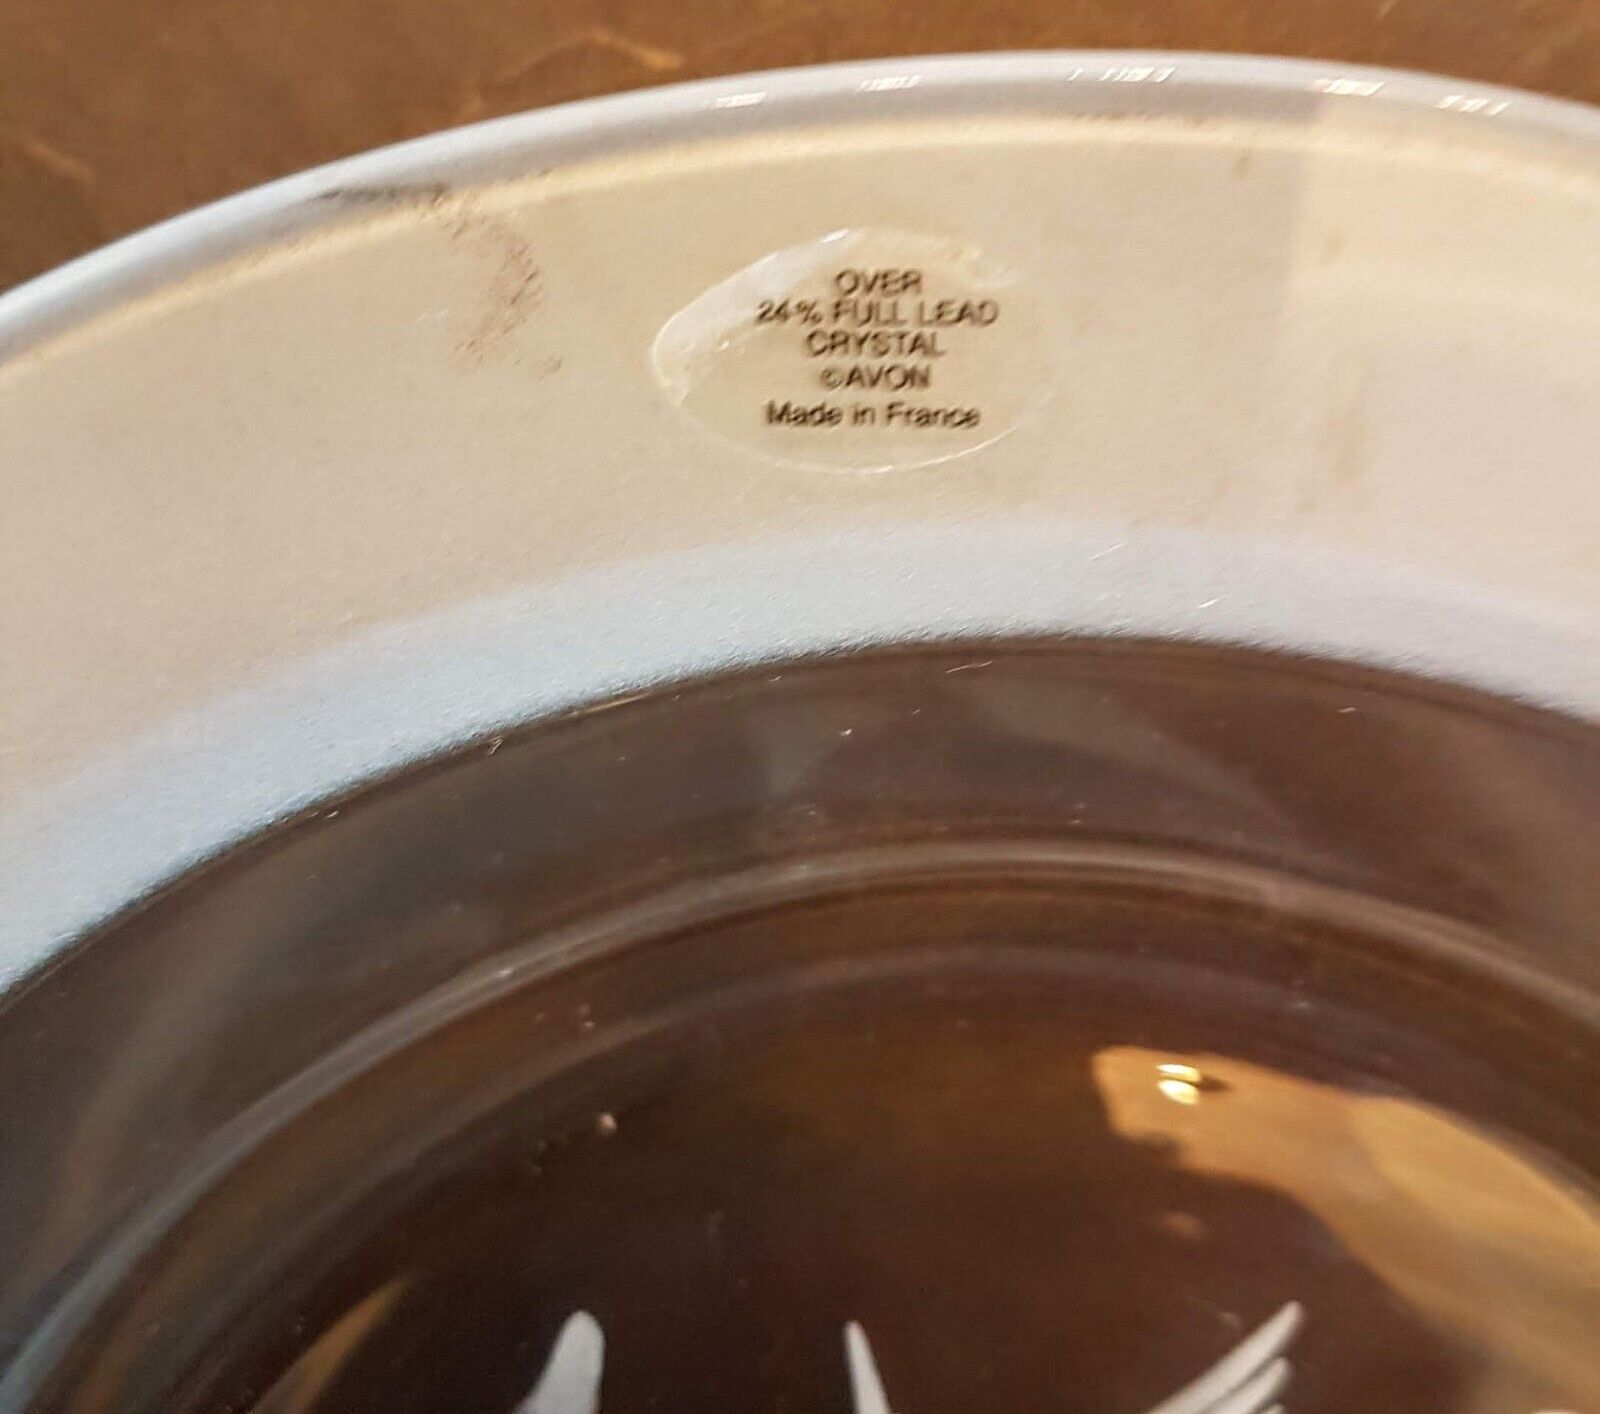 OVER
24% FULL LEAD
CRYSTAL
©AVON
Made in France